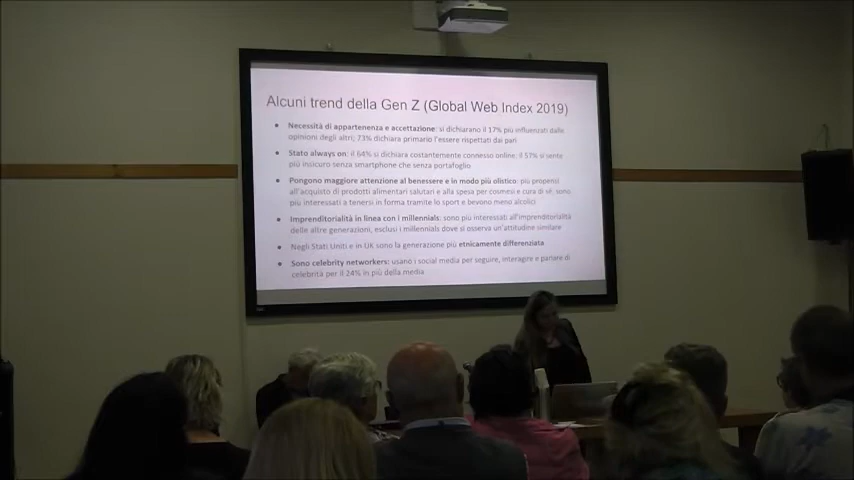 Alcuni trend della Gen Z (Global Web Index 2019)
• Necessità di appartenenza e accettazione: si dichiarano il 17% più influenzati dalle
opinioni degli altri; 73% dichiara primario l'essere rispettati dai pari
• Stato always on: il 64% si dichiara costantemente connesso online; il 57% si sente
più insicuro senza smartphone che senza portafoglio
• Pongono maggiore attenzione al benessere e in modo più olistico: più propensi
all'acquisto di prodotti alimentari salutari e alla spesa per cosmesi e cura di sé, sono
più interessati a tenersi in forma tramite lo sport e bevono meno alcolici
• Imprenditorialità in linea con i millennials: sono più interessati all'imprenditorialità
delle altre generazioni, esclusi i millennials dove si osserva un'attitudine similare
• Negli Stati Uniti e in UK sono la generazione più etnicamente differenziata
• Sono celebrity networkers: usano i social media per seguire, interagire e parlare di
celebrità per il 24% in più della media